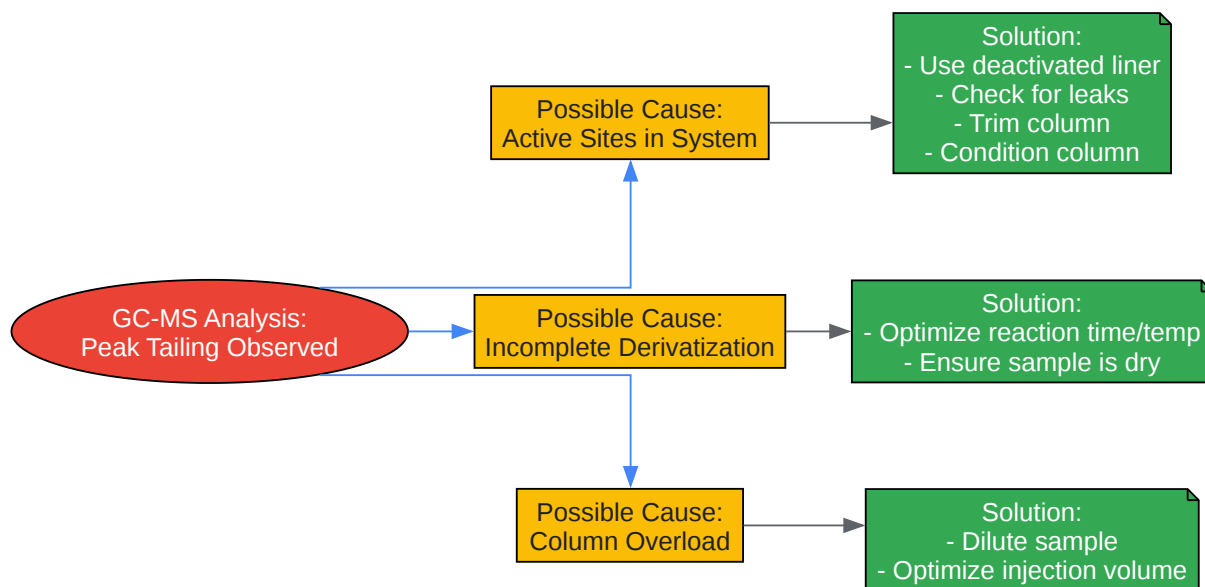 GC-MS Analysis:
Peak Tailing Observed
Possible Cause:
Active Sites in System
Solution:
- Use deactivated liner
- Check for leaks
- Trim column
- Condition column
Possible Cause:
Incomplete Derivatization
Solution:
- Optimize reaction time/temp
- Ensure sample is dry
Possible Cause:
Column Overload
Solution:
- Dilute sample
- Optimize injection volume